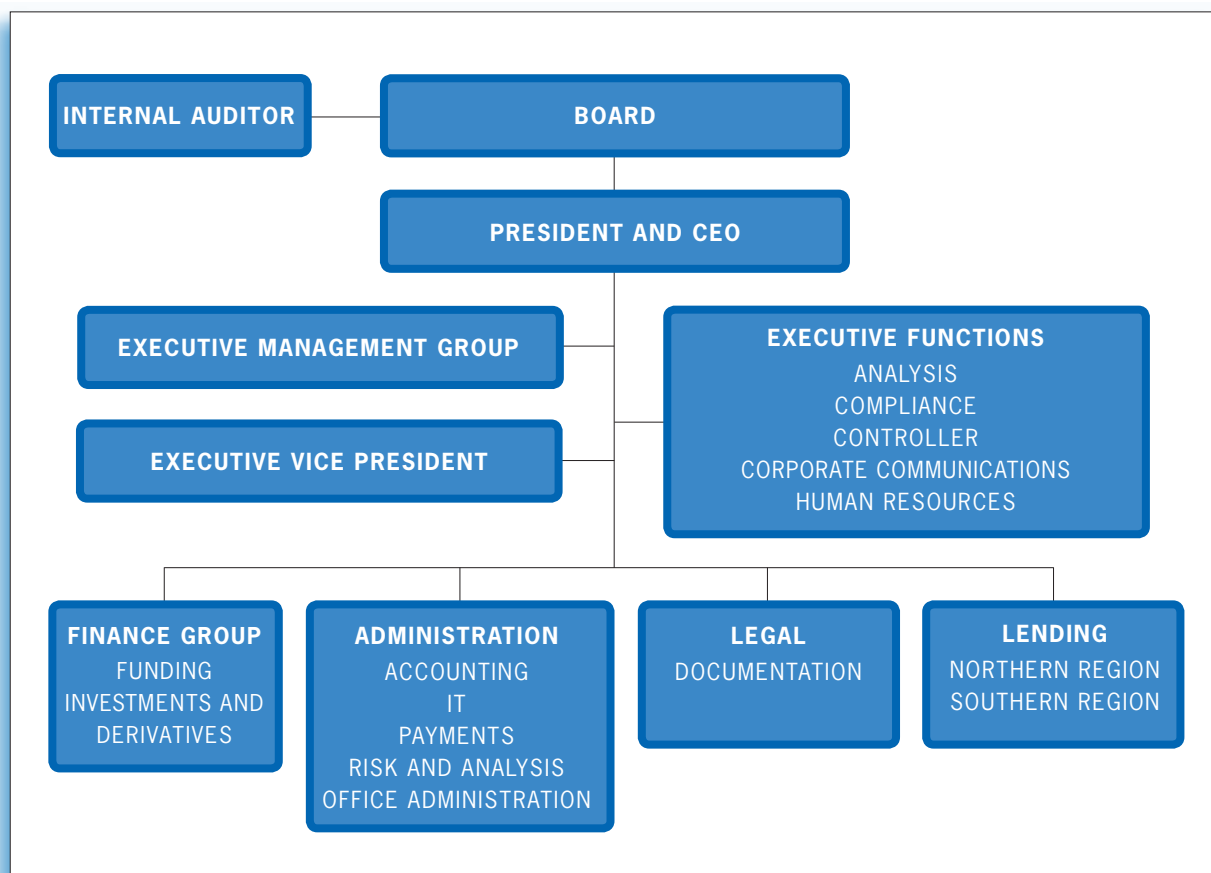 INTERNAL AUDITOR
BOARD
PRESIDENT AND CEO
EXECUTIVE MANAGEMENT GROUP
EXECUTIVE VICE PRESIDENT
EXECUTIVE FUNCTIONS
ANALYSIS
COMPLIANCE
CONTROLLER
CORPORATE COMMUNICATIONS
HUMAN RESOURCES
FINANCE GROUP
FUNDING
INVESTMENTS AND
DERIVATIVES
ADMINISTRATION
ACCOUNTING
IT
PAYMENTS
RISK AND ANALYSIS
OFFICE ADMINISTRATION
LEGAL
DOCUMENTATION
LENDING
NORTHERN REGION
SOUTHERN REGION